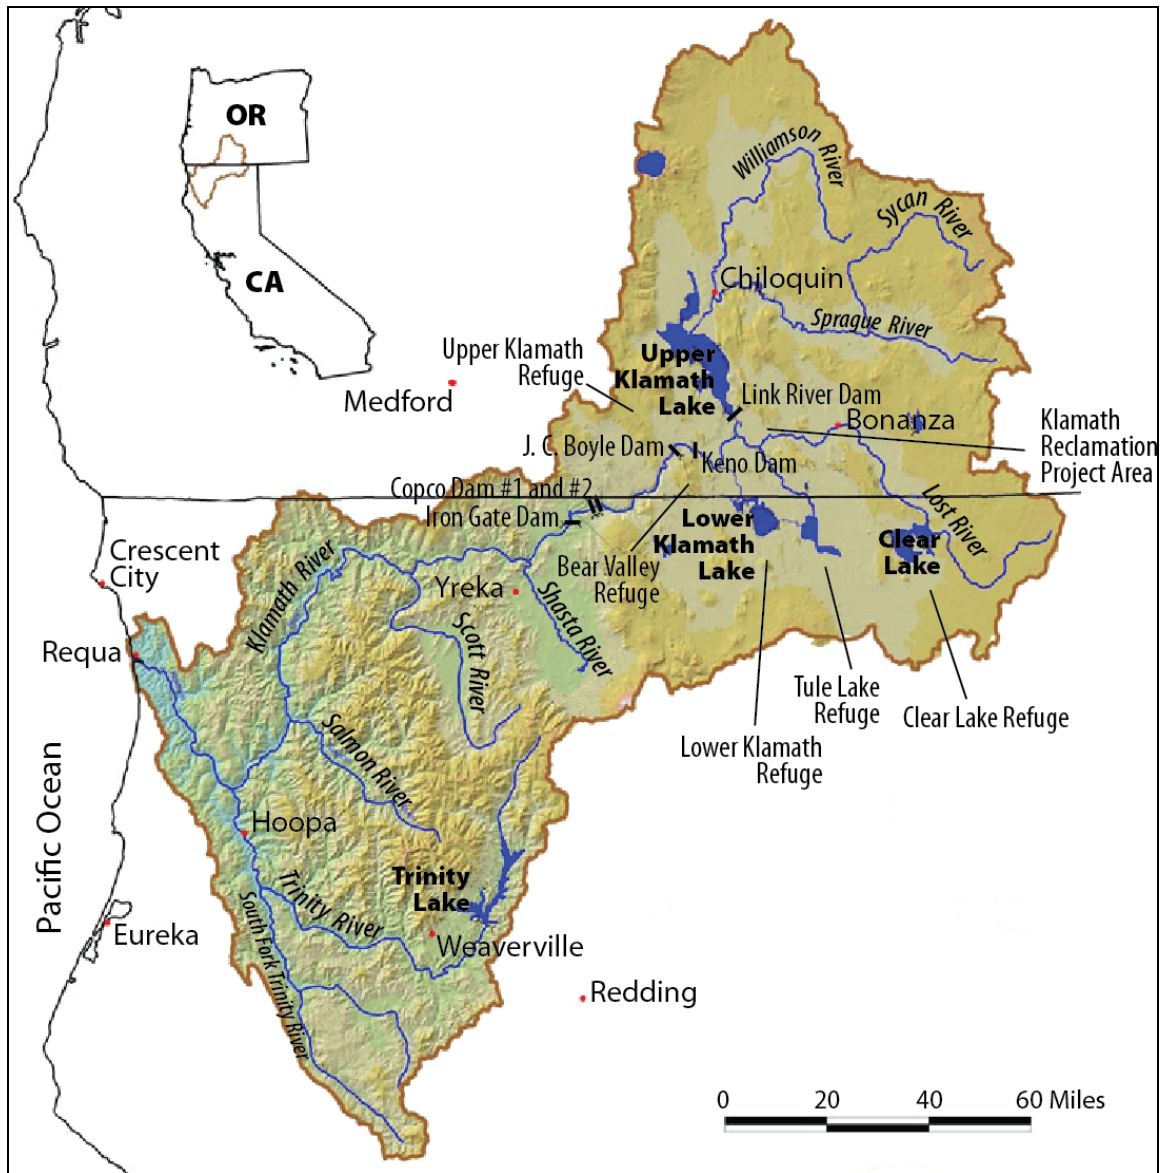 OR
CA
Williamson River
Sycan River
Chiloquin
Sprague River
Upper Klamath
Refuge
Upper
Klamath
Lake
Medford
Link River Dam
Bonanza
Klamath
Reclamation
Project Area
J. C. Boyle Dam
Keno Dam
Copco Dam #1 and #2
Iron Gate Dam
Lower
Klamath
Lake
Clear
Lake
Lost River
Crescent
City
Klamath River
Bear Valley
Refuge
Yreka
Shasta River
Scott River
Requa
Tule Lake
Refuge
Clear Lake Refuge
Lower Klamath
Refuge
Salmon River
Pacific Ocean
Hoopa
Trinity
Lake
Trinity River
South Fork Trinity River
Eureka
Weaverville
Redding
0 20 40 60 Miles